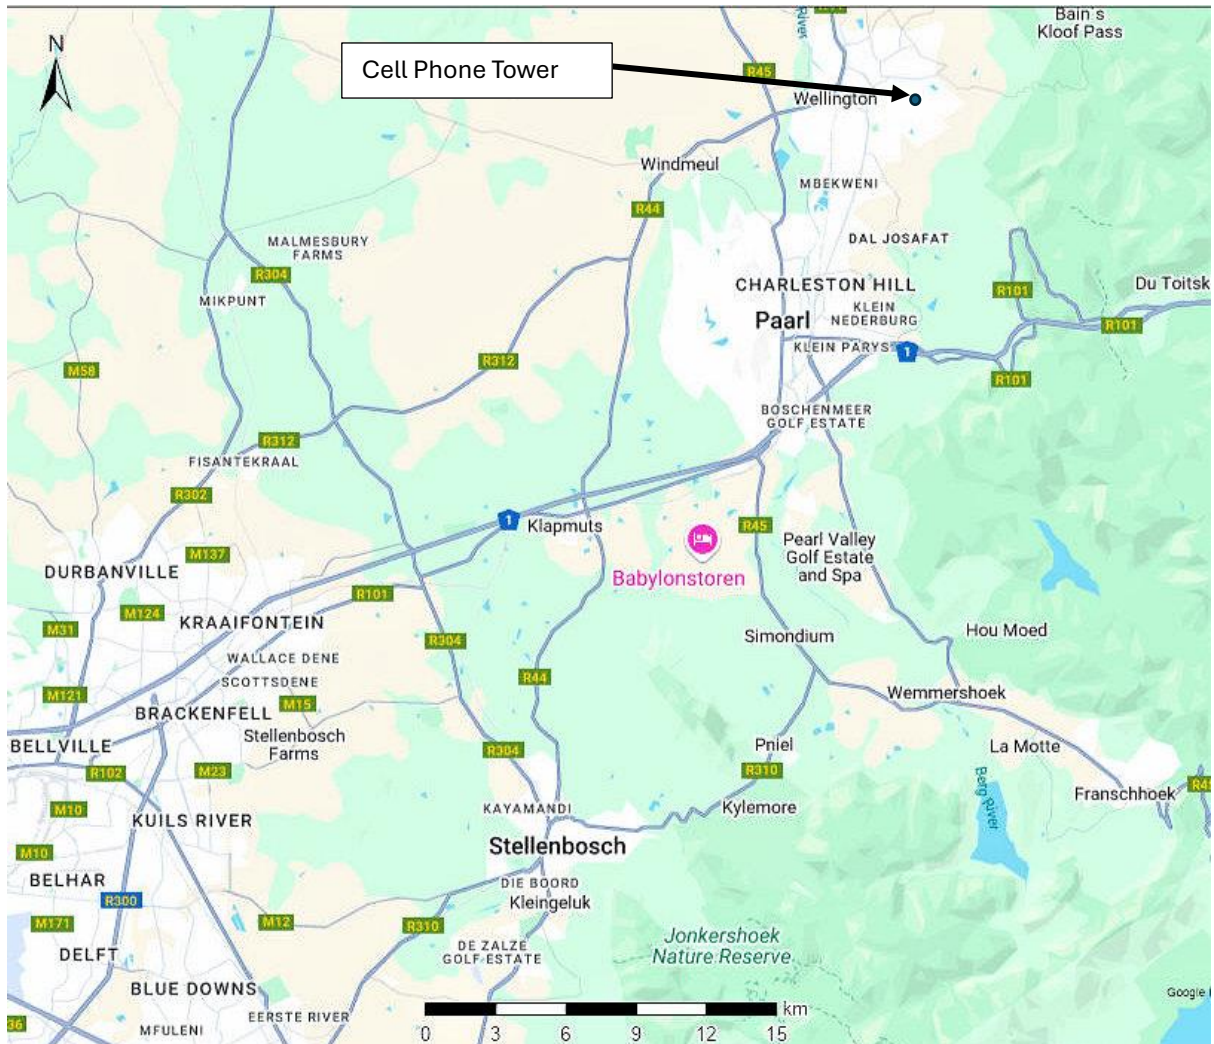 Bain's
Kloof Pass
N
Cell Phone Tower
River
R45
Wellington
Windmeul
MBEKWENI
R44
DAL JOSAFAT
MALMESBURY
FARMS
R304
CHARLESTON HILL
R101
Du Toitsk
MIKPUNT
KLEIN
NEDERBURG
Paarl
R101
KLEIN PARYS
1
R312
M58
R101
BOSCHENMEER
GOLF ESTATE
R312
FISANTEKRAAL
R302
1
Klapmuts
R45
Pearl Valley
Golf Estate
and Spa
M137
DURBANVILLE
Babylonstoren
R101
M124
KRAAIFONTEIN
M31
Hou Moed
Simondium
R304
WALLACE DENE
SCOTTSDENE
R44
M121
Wemmershoek
M15
BRACKENFELL
Stellenbosch
Farms
BELLVILLE
R304
Pniel
La Motte
R102
M23
R310
Berg River
R45
Franschhoek
M10
KAYAMANDI
Kylemore
KUILS RIVER
Stellenbosch
M10
BELHAR
DIE BOORD
Kleingeluk
R300
M171
M12
R310
Jonkershoek
Nature Reserve
DE ZALZE
GOLF ESTATE
DELFT
BLUE DOWNS
Google
km
EERSTE RIVER
36
MFULENI
0 3 6 9 12 15